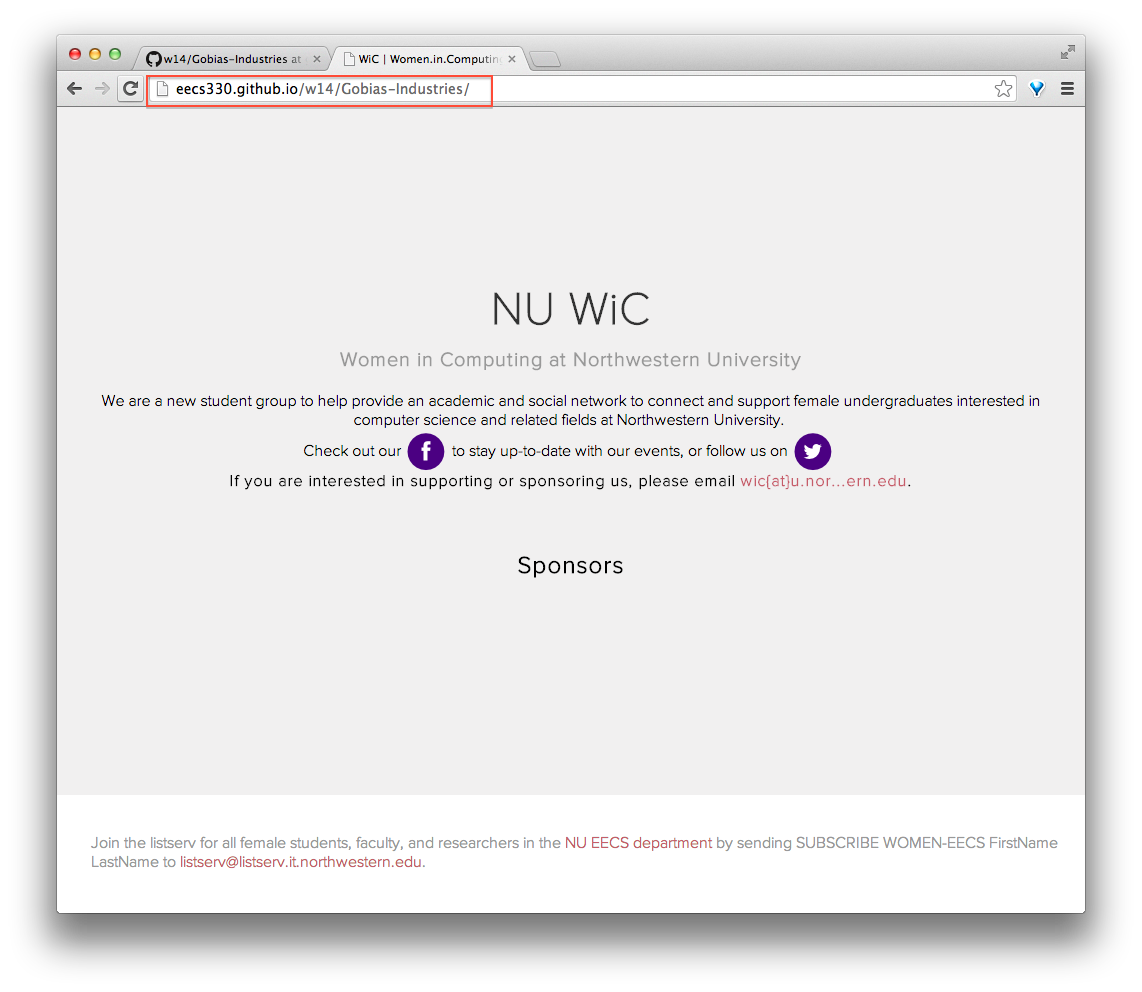 w14/Gobias-Industries at
WiC | Women.in.Computing
eecs330.github.io/w14/Gobias-Industries/
NU WiC
Women in Computing at Northwestern University
We are a new student group to help provide an academic and social network to connect and support female undergraduates interested in
computer science and related fields at Northwestern University.
Check out our f to stay up-to-date with our events, or follow us on
If you are interested in supporting or sponsoring us, please email wic{at}u.nor...ern.edu.
Sponsors
Join the listserv for all female students, faculty, and researchers in the NU EECS department by sending SUBSCRIBE WOMEN-EECS FirstName
LastName to listserv@listserv.it.northwestern.edu.